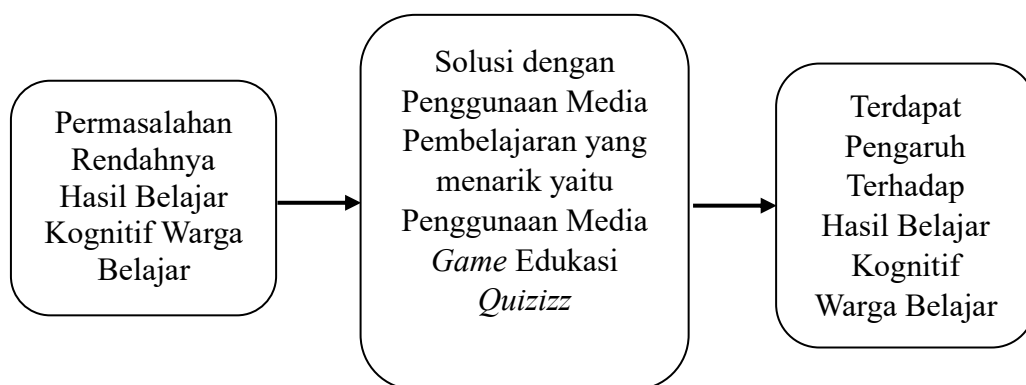 Permasalahan
Rendahnya
Hasil Belajar
Kognitif Warga
Belajar
Solusi dengan
Penggunaan Media
Pembelajaran yang
menarik yaitu
Penggunaan Media
Game Edukasi
Quizizz
Terdapat
Pengaruh
Terhadap
Hasil Belajar
Kognitif
Warga Belajar